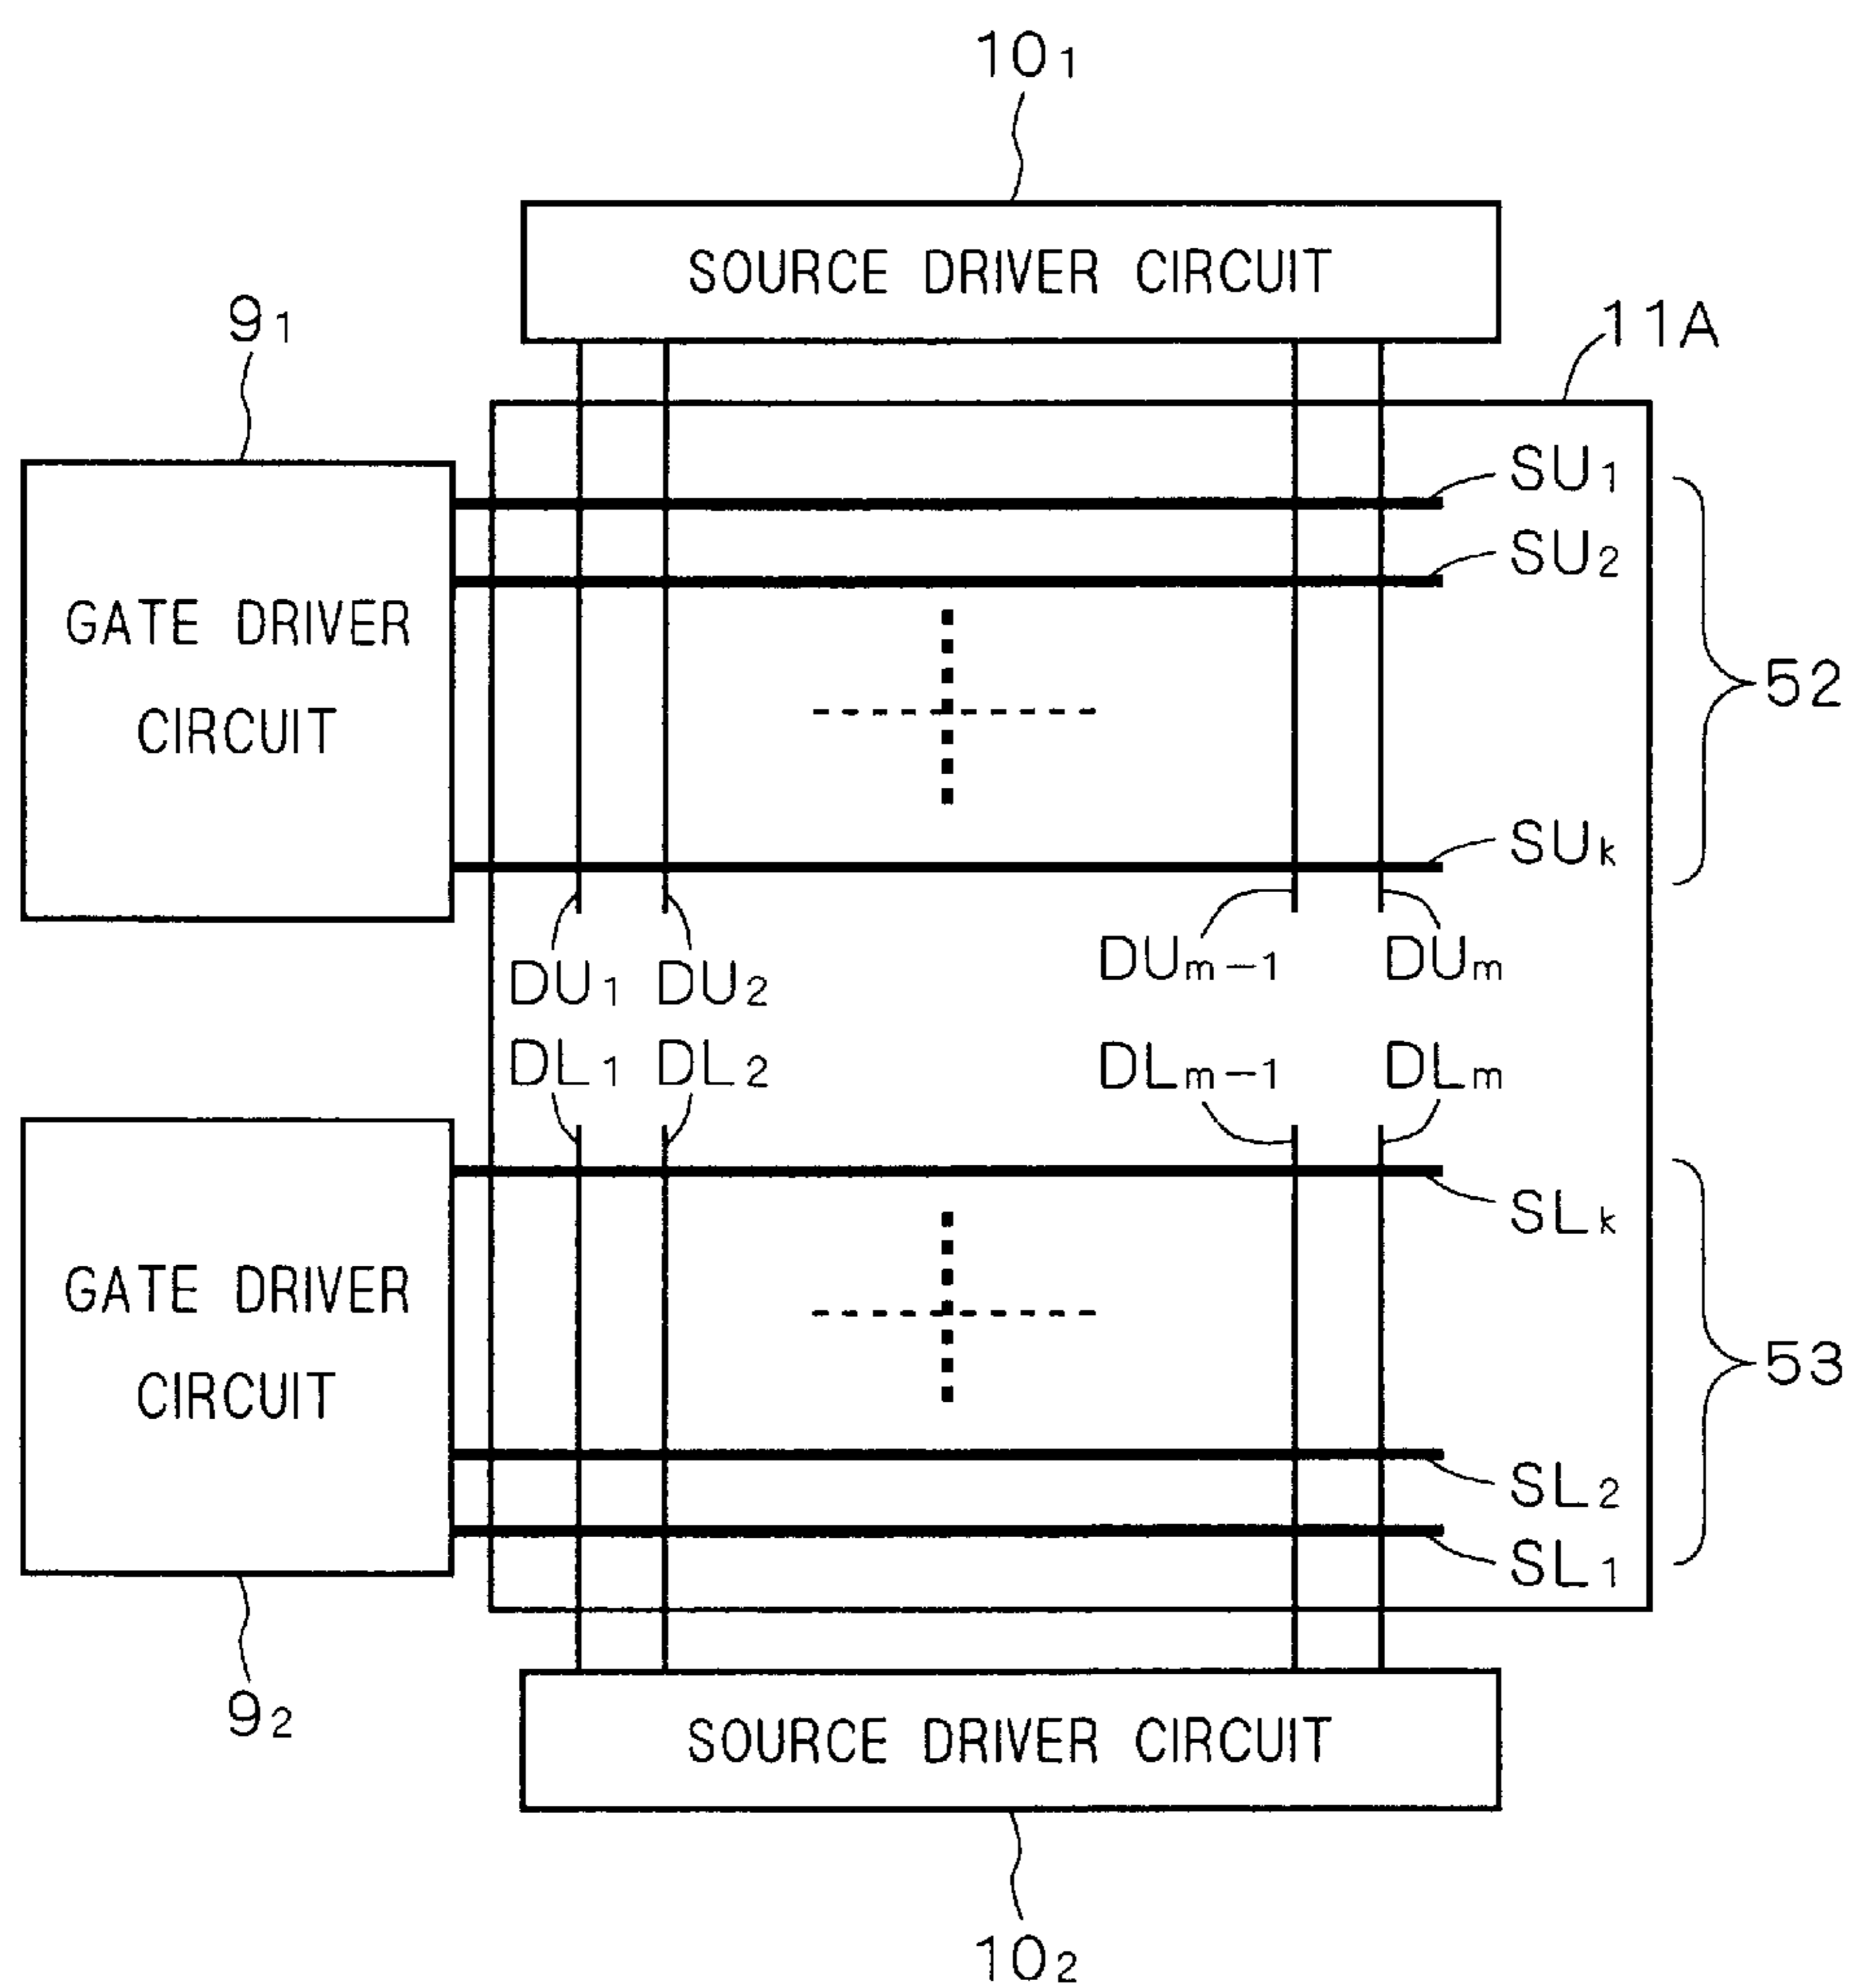 10₁
SOURCE DRIVER CIRCUIT
9₁
11A
SU₁
SU₂
52
GATE DRIVER
CIRCUIT
SUₖ
DU₁ DU₂ DUₘ₋₁ DUₘ
DL₁ DL₂ DLₘ₋₁ DLₘ
SLₖ
GATE DRIVER
CIRCUIT
53
SL₂
SL₁
9₂
SOURCE DRIVER CIRCUIT
10₂